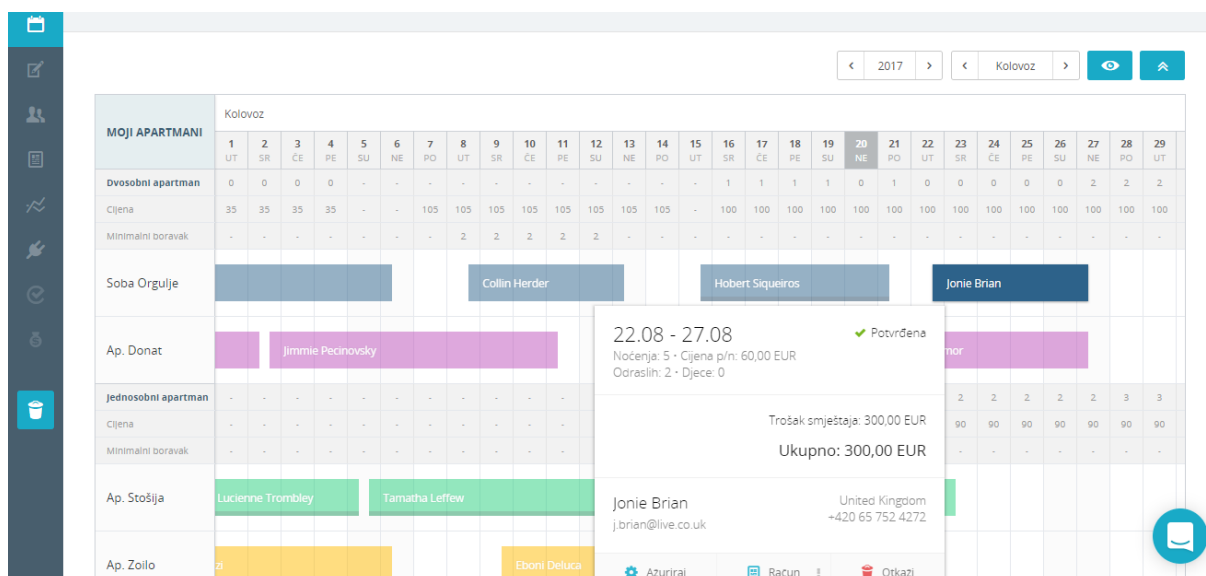 2017
Kolovoz
MOJI APARTMANI
Kolovoz
1 2 3 4 5 6 7 8 9 10 11 12 13 14 15 16 17 18 19 20 21 22 23 24 25 26 27 28 29
UT SR ČE PE SU NE PO UT SR ČE PE SU NE PO UT SR ČE PE SU NE PO UT SR ČE PE SU NE PO UT
Dvosobni apartman 0 0 0 0 - - - - - - - - - - - 1 1 1 1 0 1 0 0 0 0 0 2 2 2
Cijena 35 35 35 35 - - 105 105 105 105 105 105 105 105 - 100 100 100 100 100 100 100 100 100 100 100 100 100 100
Minimalni boravak - - - - - - - 2 2 2 2 2 - - - - - - - - - - - - - - - - -
Soba Orgulje Collin Herder Hobert Siqueiros Jonie Brian
Ap. Donat Jimmie Pecinovsky mor
Jednosobni apartman - - - - - - - - - - - 2 2 2 2 2 3 3
Cijena - - - - - - - - - - - 90 90 90 90 90 90 90
Minimalni boravak - - - - - - - - - - - - - - - - - -
Ap. Stošija Lucienne Trombley Tamatha Leffew
Ap. Zoilo zi Eboni Deluca
22.08 - 27.08 Potvrđena
Noćenja: 5 · Cijena p/n: 60,00 EUR
Odraslih: 2 · Djece: 0
Trošak smještaja: 300,00 EUR
Ukupno: 300,00 EUR
Jonie Brian United Kingdom
j.brian@live.co.uk +420 65 752 4272
Ažuriraj Račun ! Otkaži